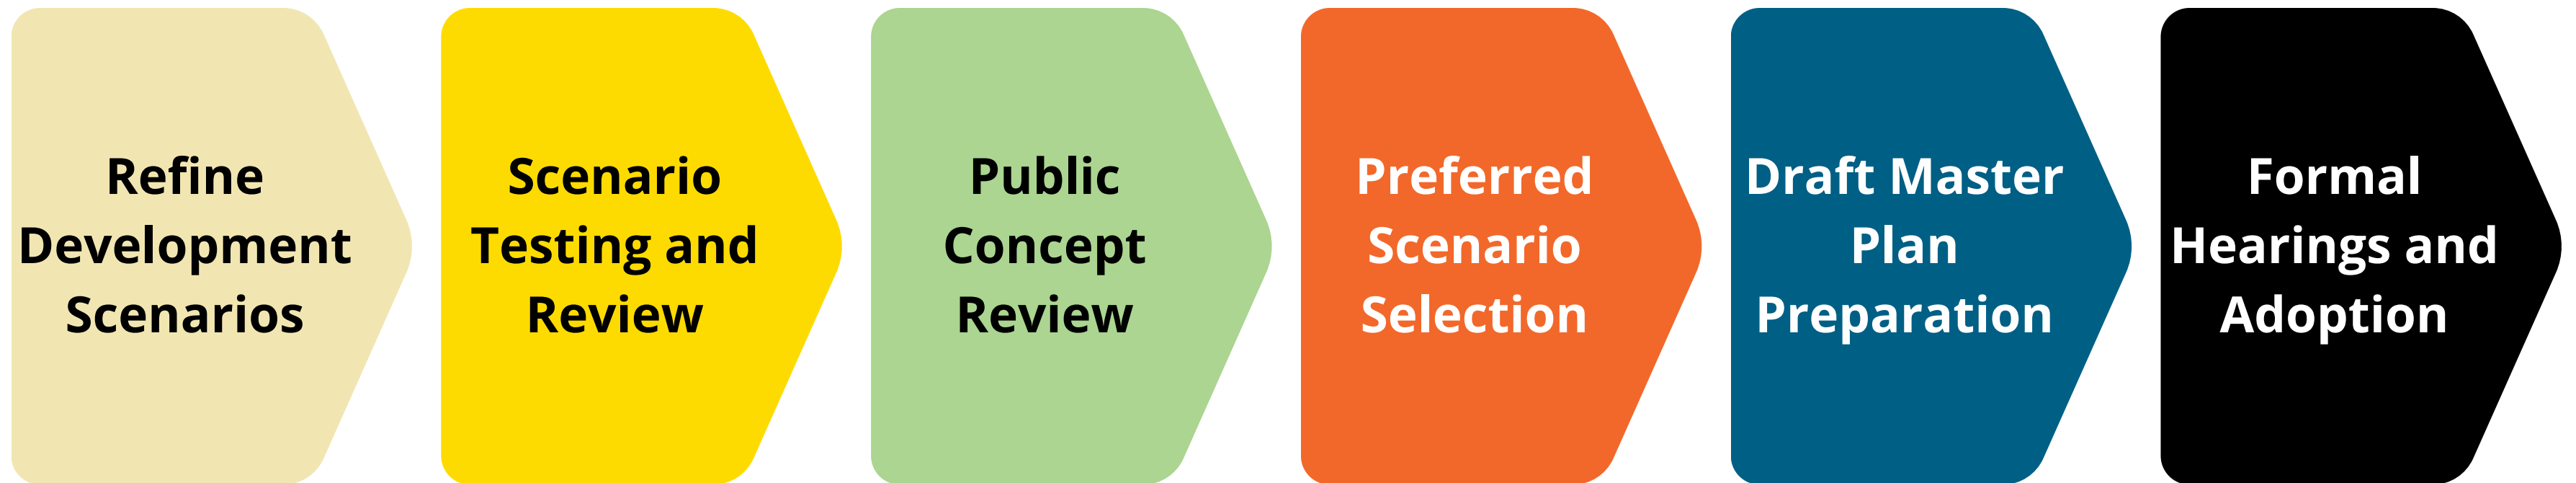 Refine
Development
Scenarios
Scenario
Testing and
Review
Public
Concept
Review
Preferred
Scenario
Selection
Draft Master
Plan
Preparation
Formal
Hearings and
Adoption